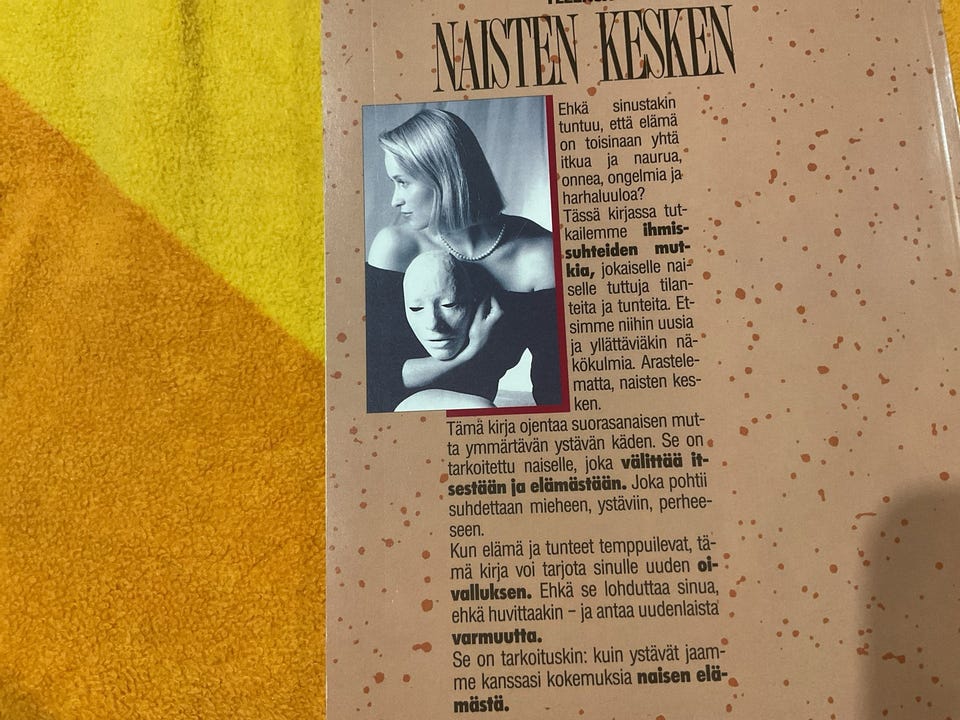 NAISTEN KESKEN
Ehkä sinustakin
tuntuu, että elämä
on toisinaan yhtä
itkua ja naurua,
onnea, ongelmia ja
harhaluuloa?
Tässä kirjassa tut-
kailemme ihmis-
suhteiden mut-
kia, jokaiselle nai-
selle tuttuja tilan-
teita ja tunteita. Et-
simme niihin uusia
ja yllättäviäkin nä-
kökulmia. Arastele-
matta, naisten kes-
ken.
Tämä kirja ojentaa suorasanaisen mut-
ta ymmärtävän ystävän käden. Se on
tarkoitettu naiselle, joka välittää it-
sestään ja elämästään. Joka pohtii
suhdettaan mieheen, ystäviin, perhee-
seen.
Kun elämä ja tunteet temppuilevat, tä-
mä kirja voi tarjota sinulle uuden oi-
valluksen. Ehkä se lohduttaa sinua,
ehkä huvittaakin – ja antaa uudenlaista
varmuutta.
Se on tarkoituskin: kuin ystävät jaam-
me kanssasi kokemuksia naisen elä-
mästä.